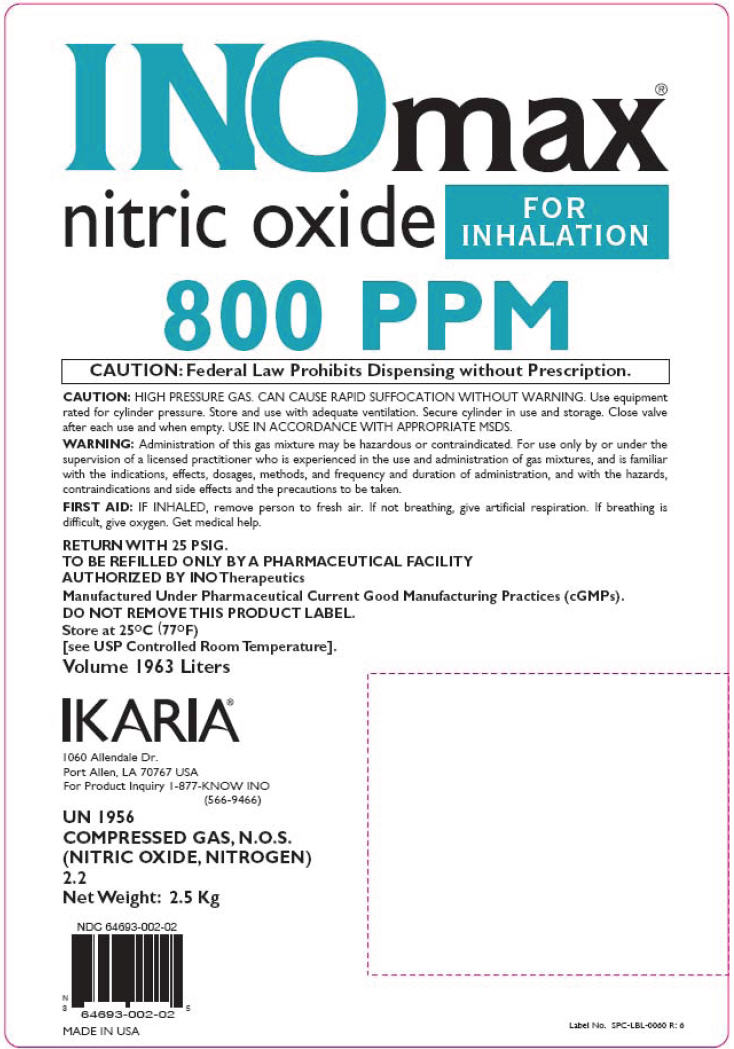 INOmax®
nitric oxide FOR INHALATION
800 PPM
CAUTION: Federal Law Prohibits Dispensing without Prescription.
CAUTION: HIGH PRESSURE GAS. CAN CAUSE RAPID SUFFOCATION WITHOUT WARNING. Use equipment
rated for cylinder pressure. Store and use with adequate ventilation. Secure cylinder in use and storage. Close valve
after each use and when empty. USE IN ACCORDANCE WITH APPROPRIATE MSDS.
WARNING: Administration of this gas mixture may be hazardous or contraindicated. For use only by or under the
supervision of a licensed practitioner who is experienced in the use and administration of gas mixtures, and is familiar
with the indications, effects, dosages, methods, and frequency and duration of administration, and with the hazards,
contraindications and side effects and the precautions to be taken.
FIRST AID: IF INHALED, remove person to fresh air. If not breathing, give artificial respiration. If breathing is
difficult, give oxygen. Get medical help.
RETURN WITH 25 PSIG.
TO BE REFILLED ONLY BY A PHARMACEUTICAL FACILITY
AUTHORIZED BY INO Therapeutics
Manufactured Under Pharmaceutical Current Good Manufacturing Practices (cGMPs).
DO NOT REMOVE THIS PRODUCT LABEL.
Store at 25°C (77°F)
[see USP Controlled Room Temperature].
Volume 1963 Liters
IKARIA®
1060 Allendale Dr.
Port Allen, LA 70767 USA
For Product Inquiry 1-877-KNOW INO
(566-9466)
UN 1956
COMPRESSED GAS, N.O.S.
(NITRIC OXIDE, NITROGEN)
2.2
Net Weight: 2.5 Kg
NDC 64693-002-02
N
3 64693-002-02 5
MADE IN USA
Label No. SPC-LBL-0060 R: 6